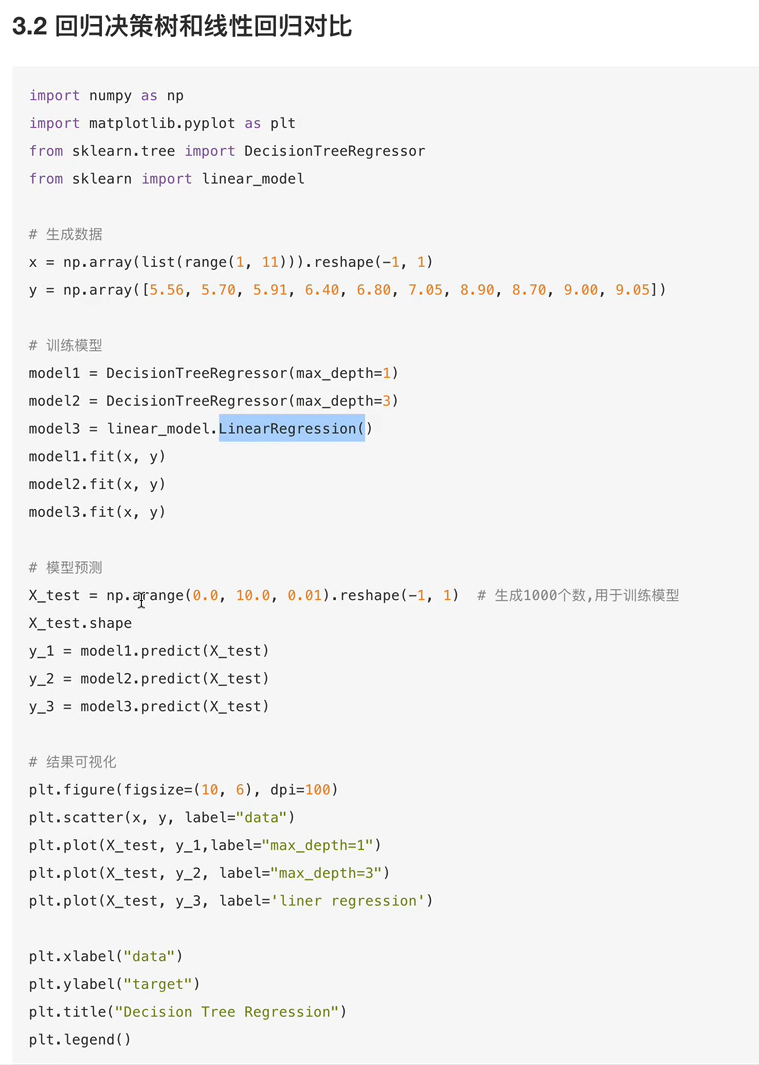 3.2 回归决策树和线性回归对比
import numpy as np
import matplotlib.pyplot as plt
from sklearn.tree import DecisionTreeRegressor
from sklearn import linear_model
# 生成数据
x = np.array(list(range(1, 11))).reshape(-1, 1)
y = np.array([5.56, 5.70, 5.91, 6.40, 6.80, 7.05, 8.90, 8.70, 9.00, 9.05])
# 训练模型
model1 = DecisionTreeRegressor(max_depth=1)
model2 = DecisionTreeRegressor(max_depth=3)
model3 = linear_model.LinearRegression()
model1.fit(x, y)
model2.fit(x, y)
model3.fit(x, y)
# 模型预测
X_test = np.arange(0.0, 10.0, 0.01).reshape(-1, 1)  # 生成1000个数,用于训练模型
X_test.shape
y_1 = model1.predict(X_test)
y_2 = model2.predict(X_test)
y_3 = model3.predict(X_test)
# 结果可视化
plt.figure(figsize=(10, 6), dpi=100)
plt.scatter(x, y, label="data")
plt.plot(X_test, y_1,label="max_depth=1")
plt.plot(X_test, y_2, label="max_depth=3")
plt.plot(X_test, y_3, label='liner regression')
plt.xlabel("data")
plt.ylabel("target")
plt.title("Decision Tree Regression")
plt.legend()